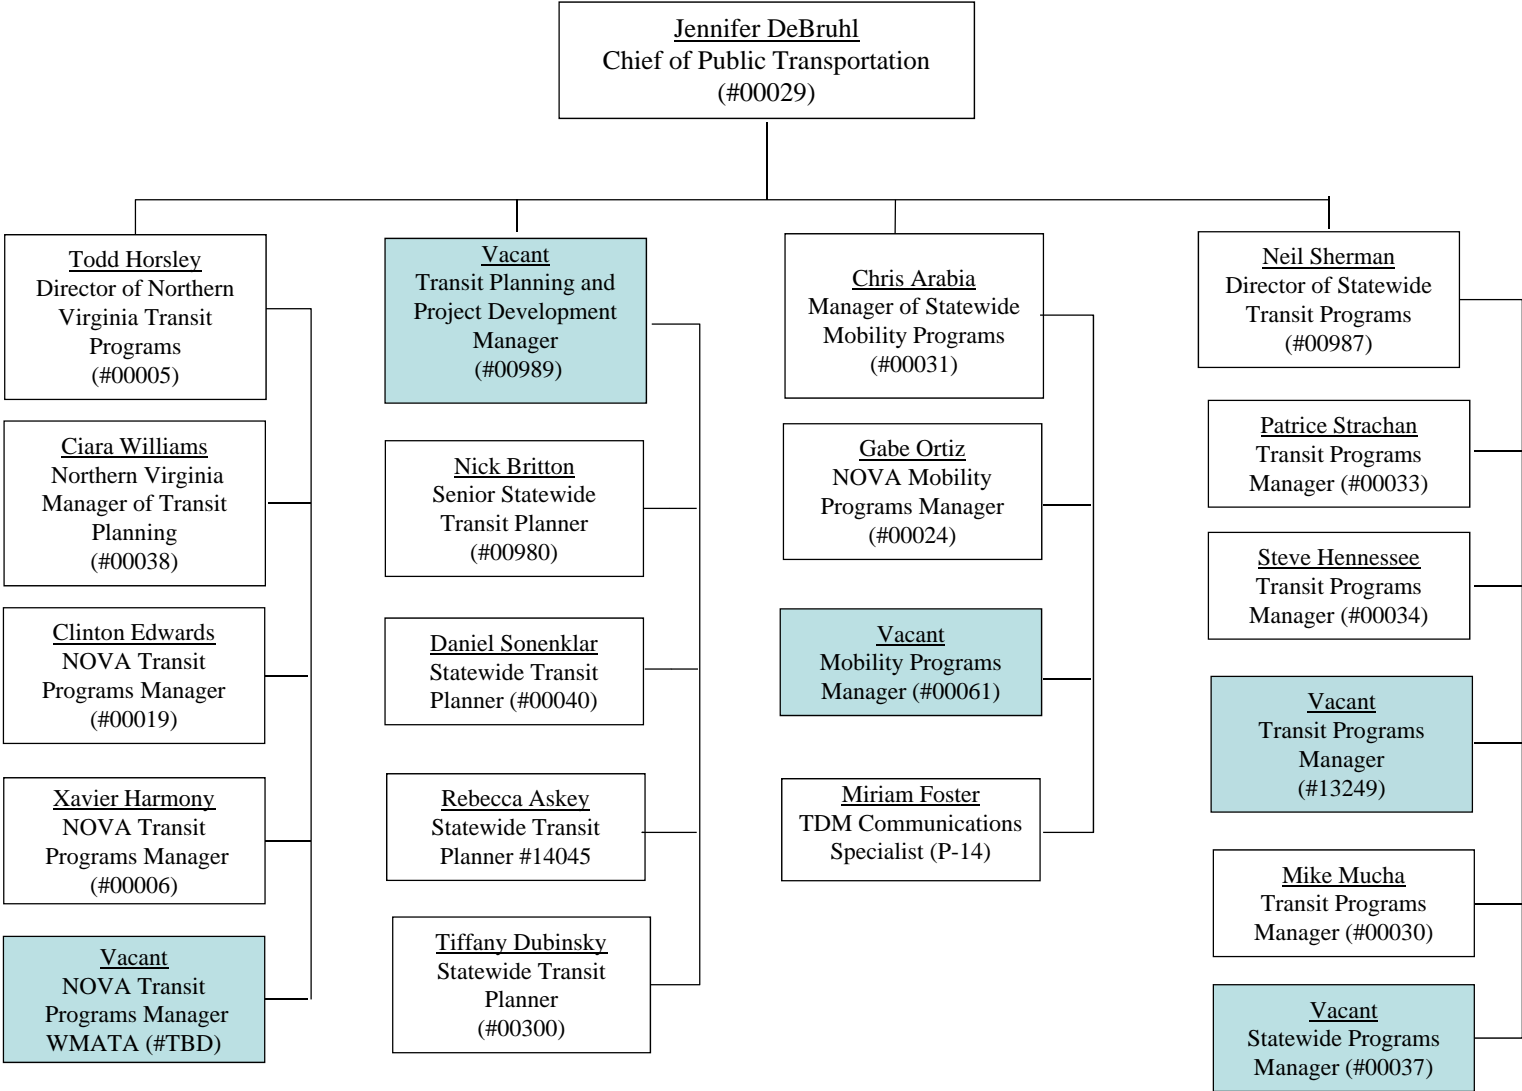 Jennifer DeBruhl
Chief of Public Transportation
(#00029)
Todd Horsley
Director of Northern
Virginia Transit
Programs
(#00005)
Ciara Williams
Northern Virginia
Manager of Transit
Planning
(#00038)
Clinton Edwards
NOVA Transit
Programs Manager
(#00019)
Xavier Harmony
NOVA Transit
Programs Manager
(#00006)
Vacant
NOVA Transit
Programs Manager
WMATA (#TBD)
Vacant
Transit Planning and
Project Development
Manager
(#00989)
Nick Britton
Senior Statewide
Transit Planner
(#00980)
Daniel Sonenklar
Statewide Transit
Planner (#00040)
Rebecca Askey
Statewide Transit
Planner #14045
Tiffany Dubinsky
Statewide Transit
Planner
(#00300)
Chris Arabia
Manager of Statewide
Mobility Programs
(#00031)
Gabe Ortiz
NOVA Mobility
Programs Manager
(#00024)
Vacant
Mobility Programs
Manager (#00061)
Miriam Foster
TDM Communications
Specialist (P-14)
Neil Sherman
Director of Statewide
Transit Programs
(#00987)
Patrice Strachan
Transit Programs
Manager (#00033)
Steve Hennessee
Transit Programs
Manager (#00034)
Vacant
Transit Programs
Manager
(#13249)
Mike Mucha
Transit Programs
Manager (#00030)
Vacant
Statewide Programs
Manager (#00037)